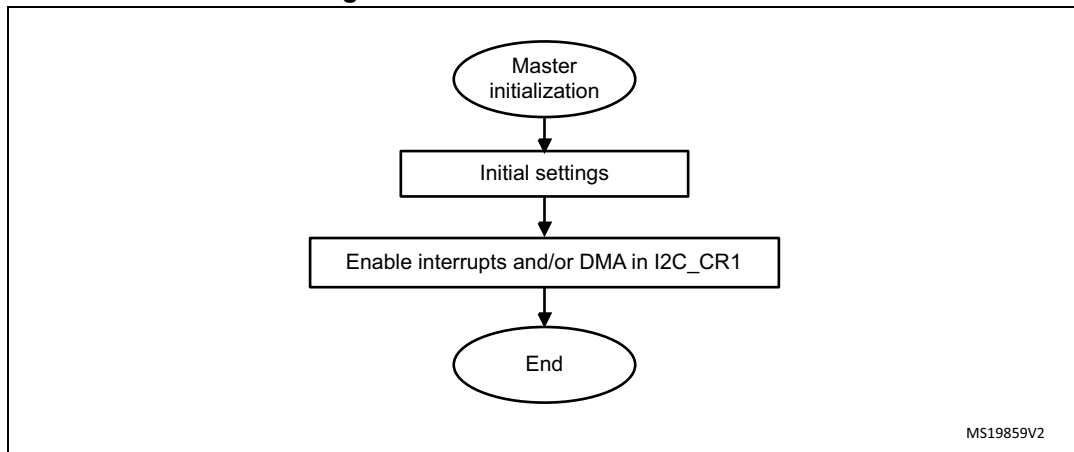 Master
initialization
Initial settings
Enable interrupts and/or DMA in I2C_CR1
End
MS19859V2